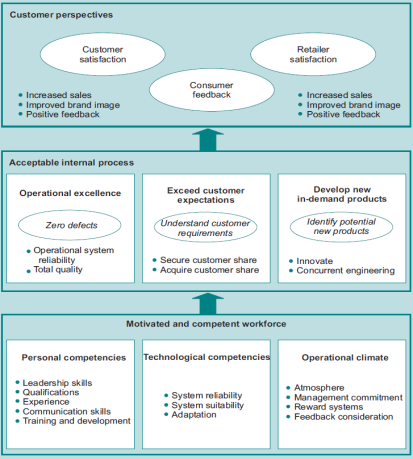 Customer perspectives
Customer
satisfaction
Retailer
satisfaction
Consumer
feedback
• Increased sales
• Improved brand image
• Positive feedback
• Increased sales
• Improved brand image
• Positive feedback
Acceptable internal process
Operational excellence
Zero defects
• Operational system
reliability
• Total quality
Exceed customer
expectations
Understand customer
requirements
• Secure customer share
• Acquire customer share
Develop new
in-demand products
Identify potential
new products
• Innovate
• Concurrent engineering
Motivated and competent workforce
Personal competencies
• Leadership skills
• Qualifications
• Experience
• Communication skills
• Training and development
Technological competencies
• System reliability
• System suitability
• Adaptation
Operational climate
• Atmosphere
• Management commitment
• Reward systems
• Feedback consideration